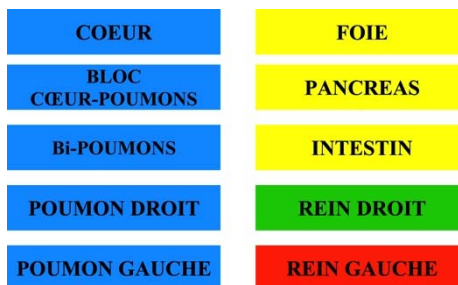 COEUR
BLOC
CŒUR-POUMONS
Bi-POUMONS
POUMON DROIT
POUMON GAUCHE
FOIE
PANCREAS
INTESTIN
REIN DROIT
REIN GAUCHE